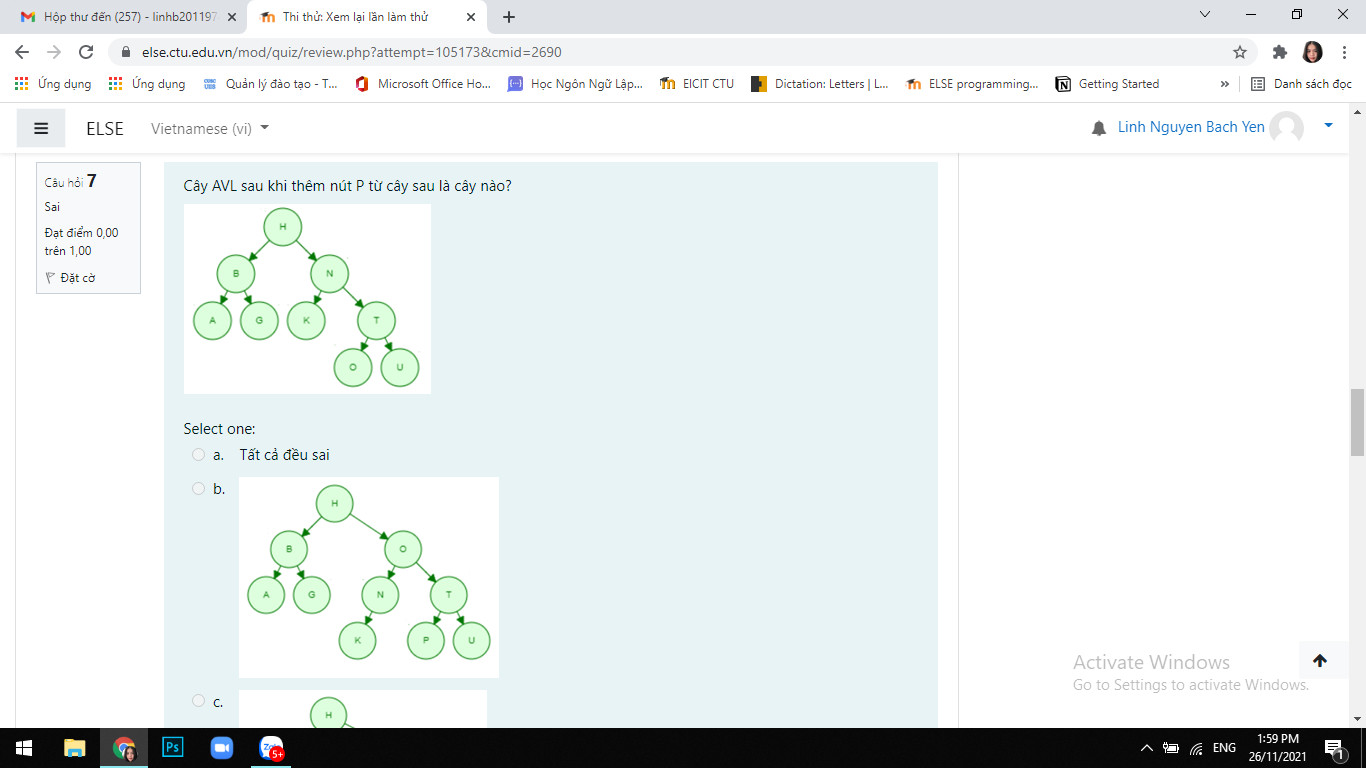 Hộp thư đến (257) - linhb201197
Thi thử: Xem lại lần làm thử
else.ctu.edu.vn/mod/quiz/review.php?attempt=105173&cmid=2690
Ứng dụng Ứng dụng Quản lý đào tạo - T... Microsoft Office Ho... Học Ngôn Ngữ Lập... EICIT CTU Dictation: Letters | L... ELSE programming... Getting Started » Danh sách đọc
ELSE Vietnamese (vi) Linh Nguyen Bach Yen
Câu hỏi 7
Sai
Đạt điểm 0,00
trên 1,00
Đặt cờ
Cây AVL sau khi thêm nút P từ cây sau là cây nào?
H
B N
A G K T
O U
Select one:
a. Tất cả đều sai
b.
H
B O
A G N T
K P U
c.
H
Activate Windows
Go to Settings to activate Windows.
Ps
Zalo
5+
ENG
1:59 PM
26/11/2021
1